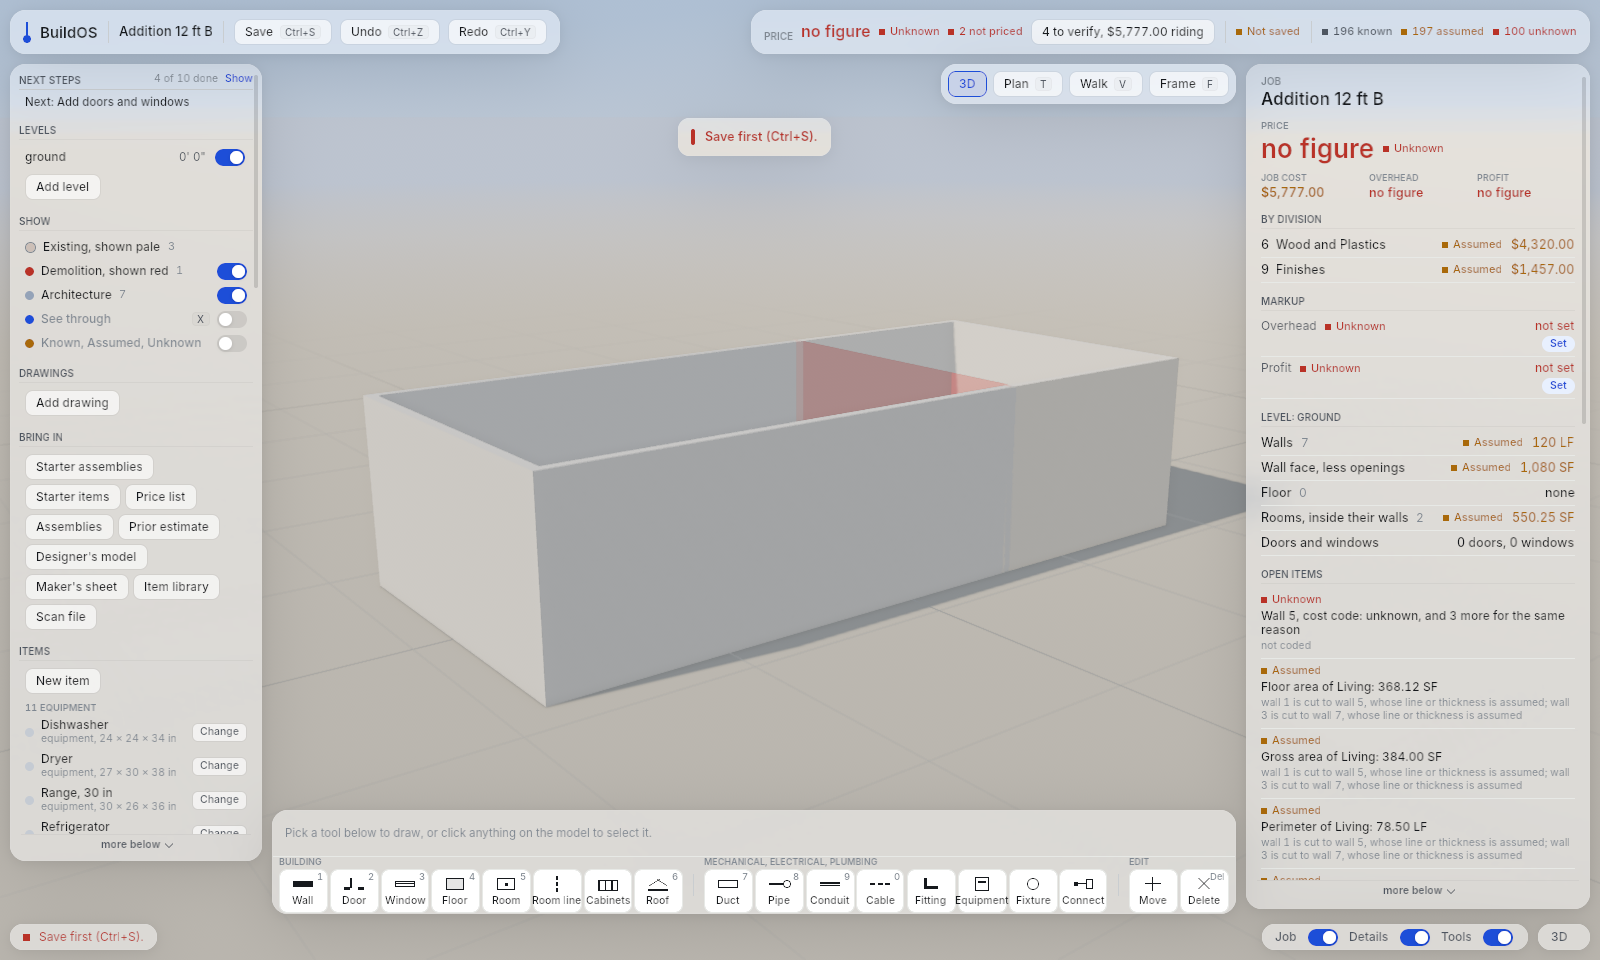 BuildOS
Addition 12 ft B
Save Ctrl+S
Undo Ctrl+Z
Redo Ctrl+Y
PRICE no figure Unknown 2 not priced
4 to verify, $5,777.00 riding
Not saved
196 known 197 assumed 100 unknown
NEXT STEPS 4 of 10 done Show
Next: Add doors and windows
LEVELS
ground 0' 0"
Add level
SHOW
Existing, shown pale 3
Demolition, shown red 1
Architecture 7
See through X
Known, Assumed, Unknown
DRAWINGS
Add drawing
BRING IN
Starter assemblies
Starter items Price list
Assemblies Prior estimate
Designer's model
Maker's sheet Item library
Scan file
ITEMS
New item
11 EQUIPMENT
Dishwasher
equipment, 24 × 24 × 34 in
Change
Dryer
equipment, 27 × 30 × 38 in
Change
Range, 30 in
equipment, 30 × 26 × 36 in
Change
Refrigerator
Change
more below
Save first (Ctrl+S).
3D
Plan T
Walk V
Frame F
Save first (Ctrl+S).
Pick a tool below to draw, or click anything on the model to select it.
BUILDING
1 Wall
2 Door
3 Window
4 Floor
5 Room
Room line
Cabinets
6 Roof
MECHANICAL, ELECTRICAL, PLUMBING
7 Duct
8 Pipe
9 Conduit
0 Cable
Fitting
Equipment
Fixture
Connect
EDIT
Move
Del Delete
JOB
Addition 12 ft B
PRICE
no figure Unknown
JOB COST OVERHEAD PROFIT
$5,777.00 no figure no figure
BY DIVISION
6 Wood and Plastics Assumed $4,320.00
9 Finishes Assumed $1,457.00
MARKUP
Overhead Unknown not set
Set
Profit Unknown not set
Set
LEVEL: GROUND
Walls 7 Assumed 120 LF
Wall face, less openings Assumed 1,080 SF
Floor 0 none
Rooms, inside their walls 2 Assumed 550.25 SF
Doors and windows 0 doors, 0 windows
OPEN ITEMS
Unknown
Wall 5, cost code: unknown, and 3 more for the same
reason
not coded
Assumed
Floor area of Living: 368.12 SF
wall 1 is cut to wall 5, whose line or thickness is assumed; wall
3 is cut to wall 7, whose line or thickness is assumed
Assumed
Gross area of Living: 384.00 SF
wall 1 is cut to wall 5, whose line or thickness is assumed; wall
3 is cut to wall 7, whose line or thickness is assumed
Assumed
Perimeter of Living: 78.50 LF
wall 1 is cut to wall 5, whose line or thickness is assumed; wall
3 is cut to wall 7, whose line or thickness is assumed
Assumed
more below
Job Details Tools 3D